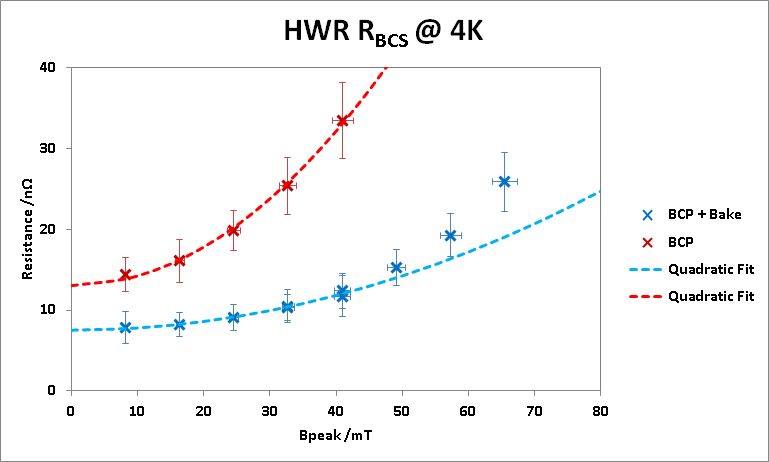 HWR RBCS @ 4K
40
30
20
10
0
0 10 20 30 40 50 60 70 80
Resistance /nΩ
Bpeak /mT
BCP + Bake
BCP
Quadratic Fit
Quadratic Fit